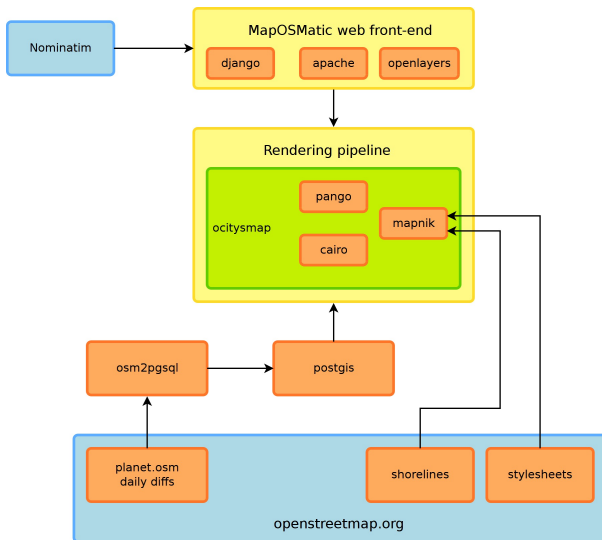 MapOSMatic web front-end
Nominatim
django
apache
openlayers
Rendering pipeline
pango
mapnik
ocitysmap
cairo
osm2pgsql
postgis
planet.osm
daily diffs
shorelines
stylesheets
openstreetmap.org